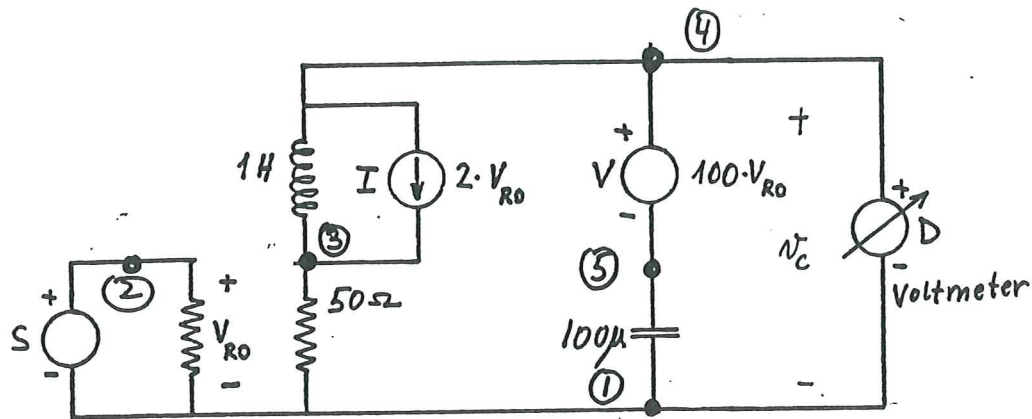 ④
1H
I
2·V_RO
+
V
100·V_RO
-
+
v_c
+
D
-
Voltmeter
-
③
50Ω
⑤
100μ
①
②
+
S
-
+
V_RO
-